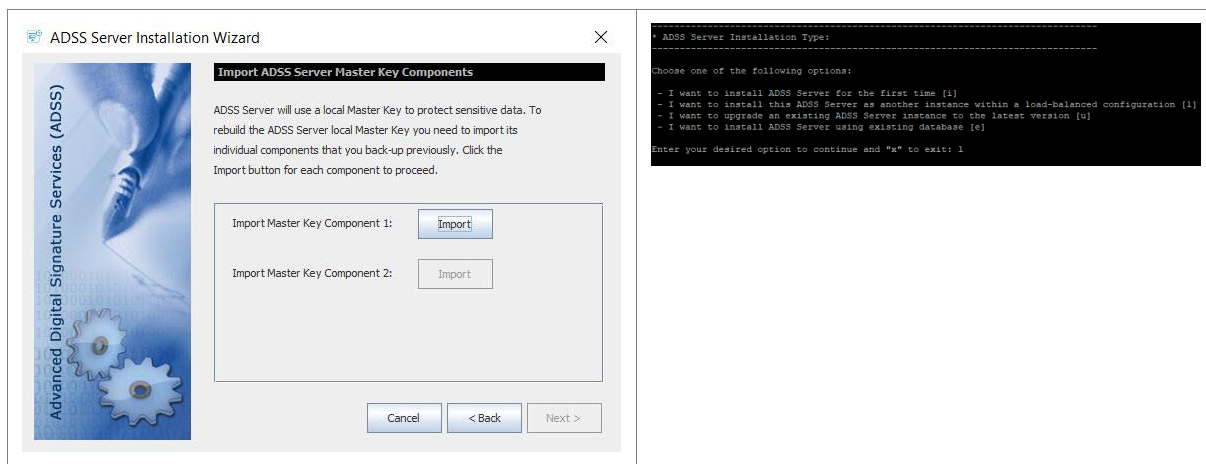 ADSS Server Installation Wizard
Advanced Digital Signature Services (ADSS)
Import ADSS Server Master Key Components
ADSS Server will use a local Master Key to protect sensitive data. To
rebuild the ADSS Server local Master Key you need to import its
individual components that you back-up previously. Click the
Import button for each component to proceed.
Import Master Key Component 1:
Import
Import Master Key Component 2:
Import
Cancel
< Back
Next >
* ADSS Server Installation Type:
Choose one of the following options:
- I want to install ADSS Server for the first time [i]
- I want to install this ADSS Server as another instance within a load-balanced configuration [l]
- I want to upgrade an existing ADSS Server instance to the latest version [u]
- I want to install ADSS Server using existing database [e]
Enter your desired option to continue and "x" to exit: l